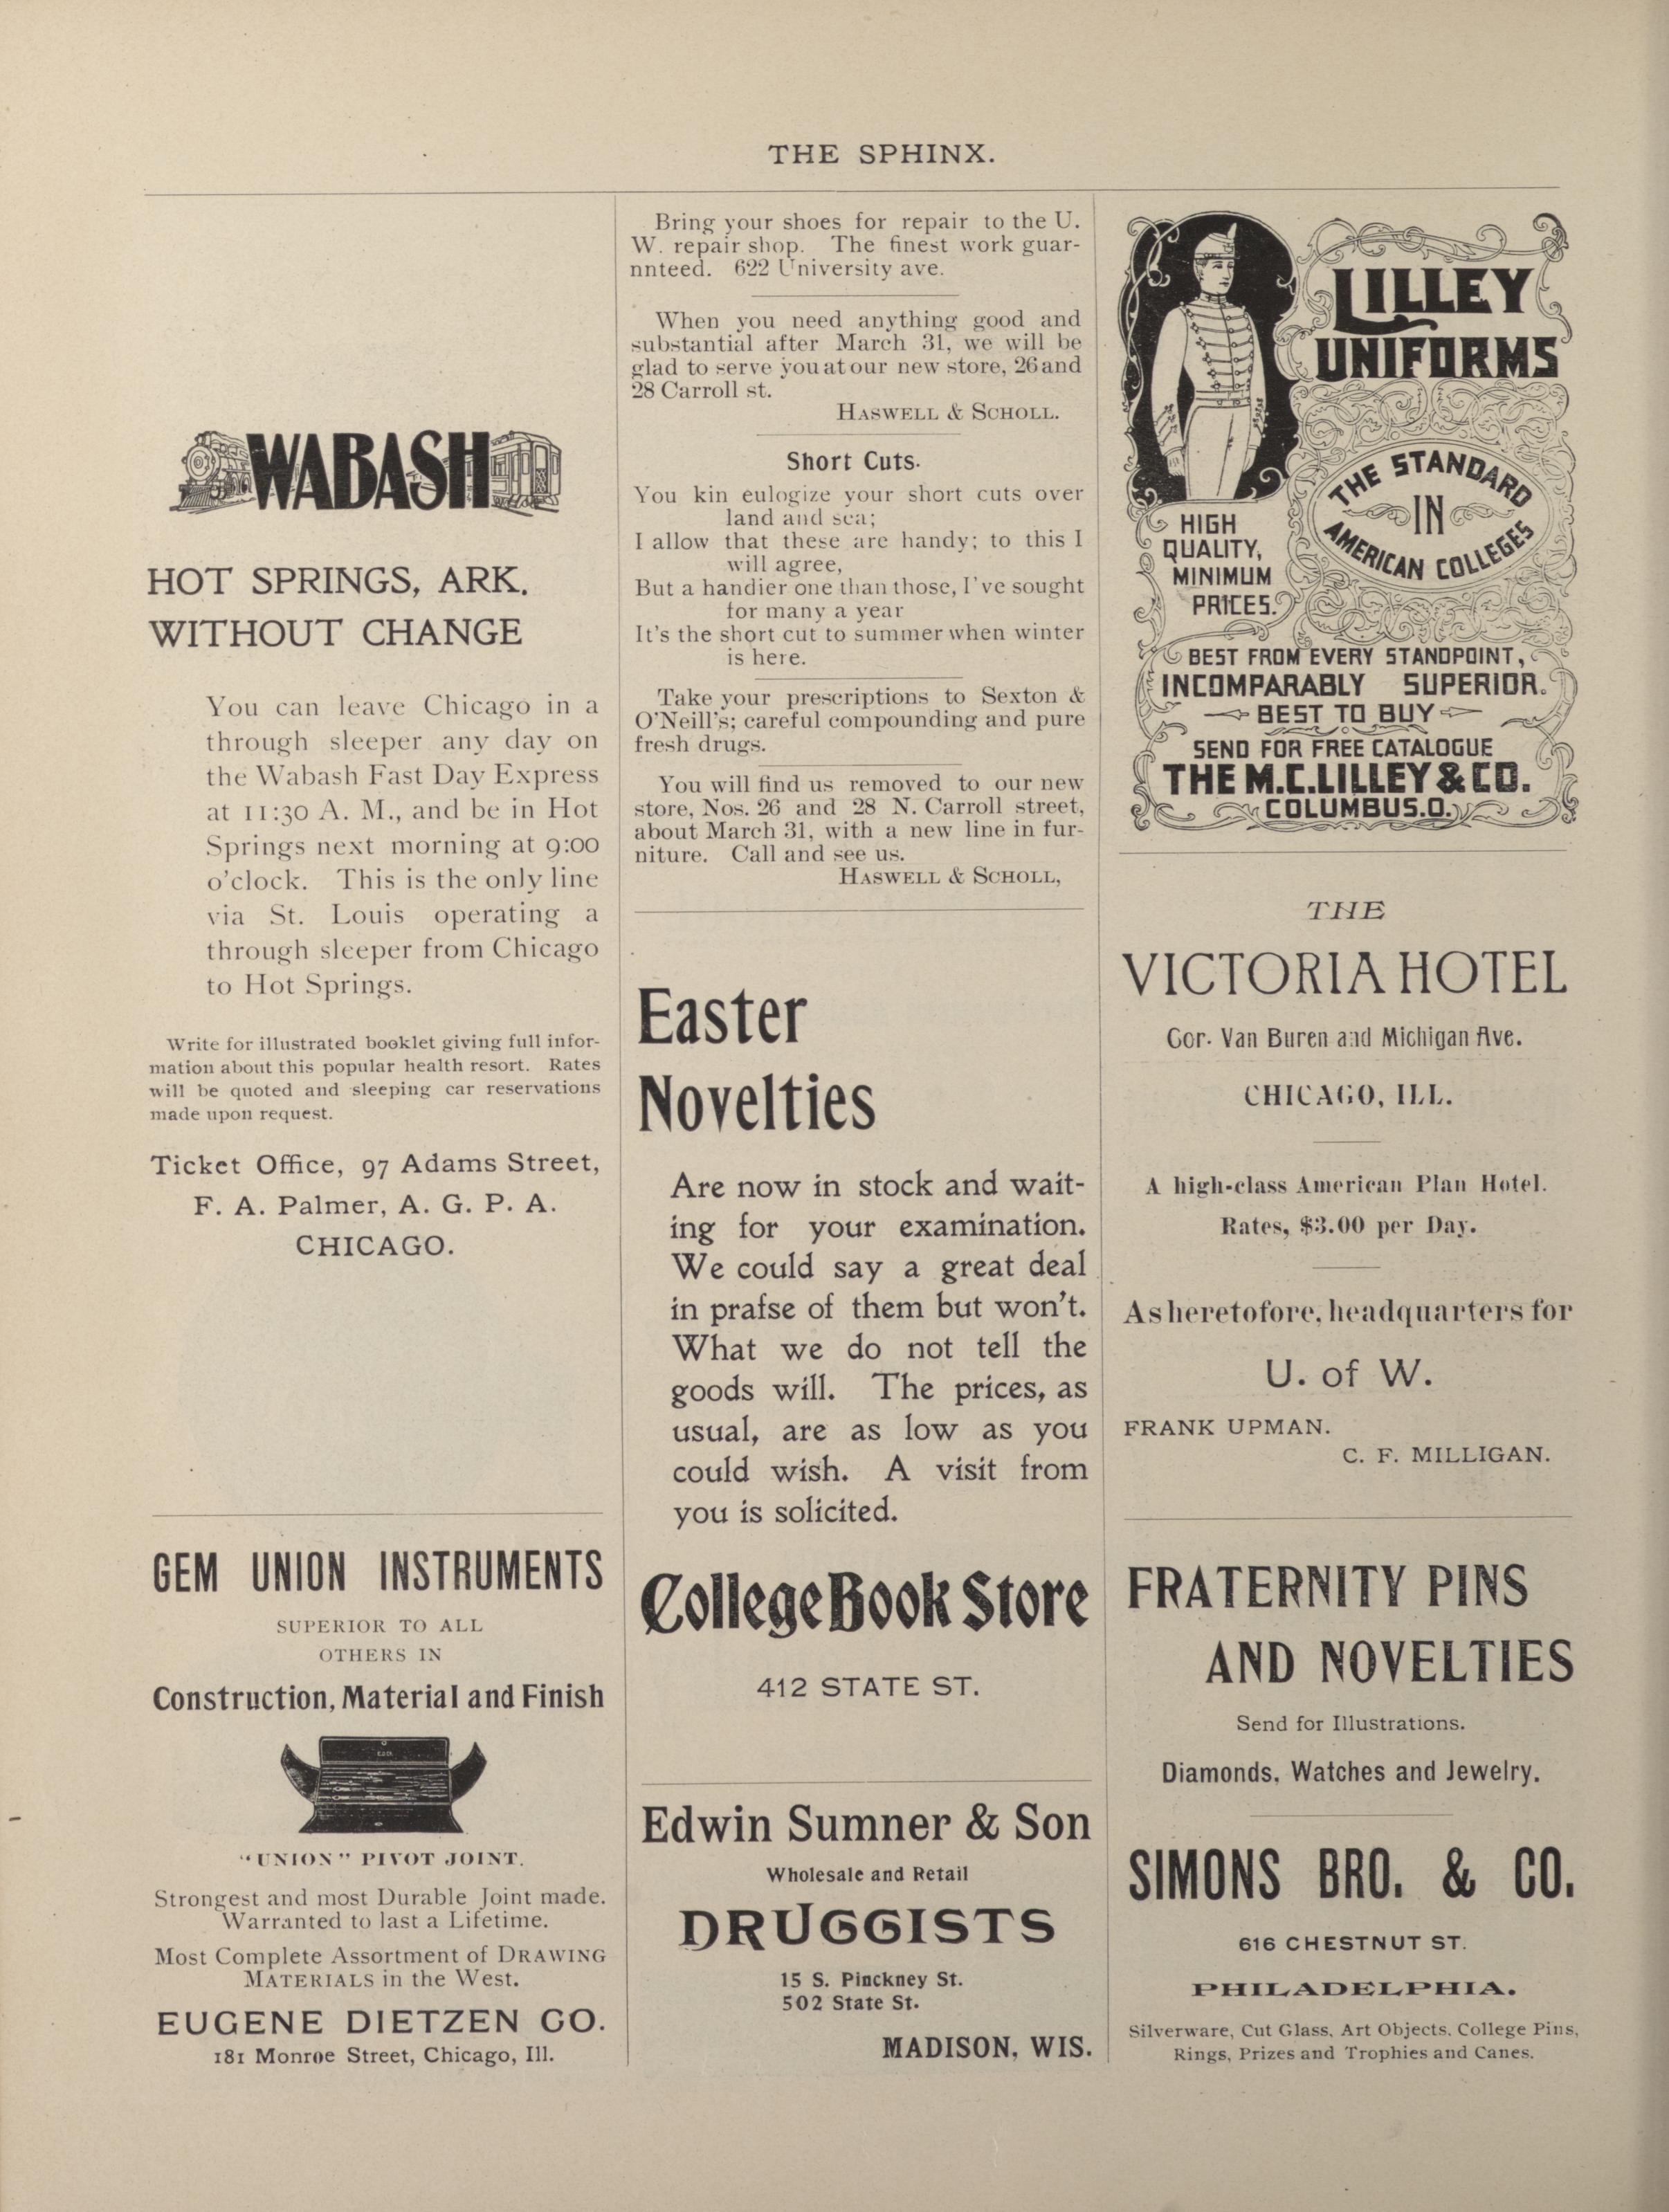 THE SPHINX.
WABASH
HOT SPRINGS, ARK.
WITHOUT CHANGE
You can leave Chicago in a
through sleeper any day on
the Wabash Fast Day Express
at 11:30 A. M., and be in Hot
Springs next morning at 9:00
o'clock. This is the only line
via St. Louis operating a
through sleeper from Chicago
to Hot Springs.
Write for illustrated booklet giving full infor-
mation about this popular health resort. Rates
will be quoted and sleeping car reservations
made upon request.
Ticket Office, 97 Adams Street,
F. A. Palmer, A. G. P. A.
CHICAGO.
GEM UNION INSTRUMENTS
SUPERIOR TO ALL
OTHERS IN
Construction, Material and Finish
"UNION" PIVOT JOINT.
Strongest and most Durable Joint made.
Warranted to last a Lifetime.
Most Complete Assortment of DRAWING
MATERIALS in the West.
EUGENE DIETZEN CO.
181 Monroe Street, Chicago, Ill.
Bring your shoes for repair to the U.
W. repair shop. The finest work guar-
nnteed. 622 University ave.
When you need anything good and
substantial after March 31, we will be
glad to serve you at our new store, 26 and
28 Carroll st.
HASWELL & SCHOLL.
Short Cuts.
You kin eulogize your short cuts over
land and sea;
I allow that these are handy; to this I
will agree,
But a handier one than those, I've sought
for many a year
It's the short cut to summer when winter
is here.
Take your prescriptions to Sexton &
O'Neill's; careful compounding and pure
fresh drugs.
You will find us removed to our new
store, Nos. 26 and 28 N. Carroll street,
about March 31, with a new line in fur-
niture. Call and see us.
HASWELL & SCHOLL,
Easter
Novelties
Are now in stock and wait-
ing for your examination.
We could say a great deal
in prafse of them but won't.
What we do not tell the
goods will. The prices, as
usual, are as low as you
could wish. A visit from
you is solicited.
College Book Store
412 STATE ST.
Edwin Sumner & Son
Wholesale and Retail
DRUGGISTS
15 S. Pinckney St.
502 State St.
MADISON, WIS.
LILLEY
UNIFORMS
THE STANDARD
IN
AMERICAN COLLEGES
HIGH
QUALITY,
MINIMUM
PRICES.
BEST FROM EVERY STANDPOINT,
INCOMPARABLY SUPERIOR.
BEST TO BUY
SEND FOR FREE CATALOGUE
THE M.C. LILLEY & CO.
COLUMBUS.O.
THE
VICTORIA HOTEL
Cor. Van Buren and Michigan Ave.
CHICAGO, ILL.
A high-class American Plan Hotel.
Rates, $3.00 per Day.
As heretofore, headquarters for
U. of W.
FRANK UPMAN.
C. F. MILLIGAN.
FRATERNITY PINS
AND NOVELTIES
Send for Illustrations.
Diamonds, Watches and Jewelry.
SIMONS BRO. & CO.
616 CHESTNUT ST.
PHILADELPHIA.
Silverware, Cut Glass, Art Objects. College Pins,
Rings, Prizes and Trophies and Canes.